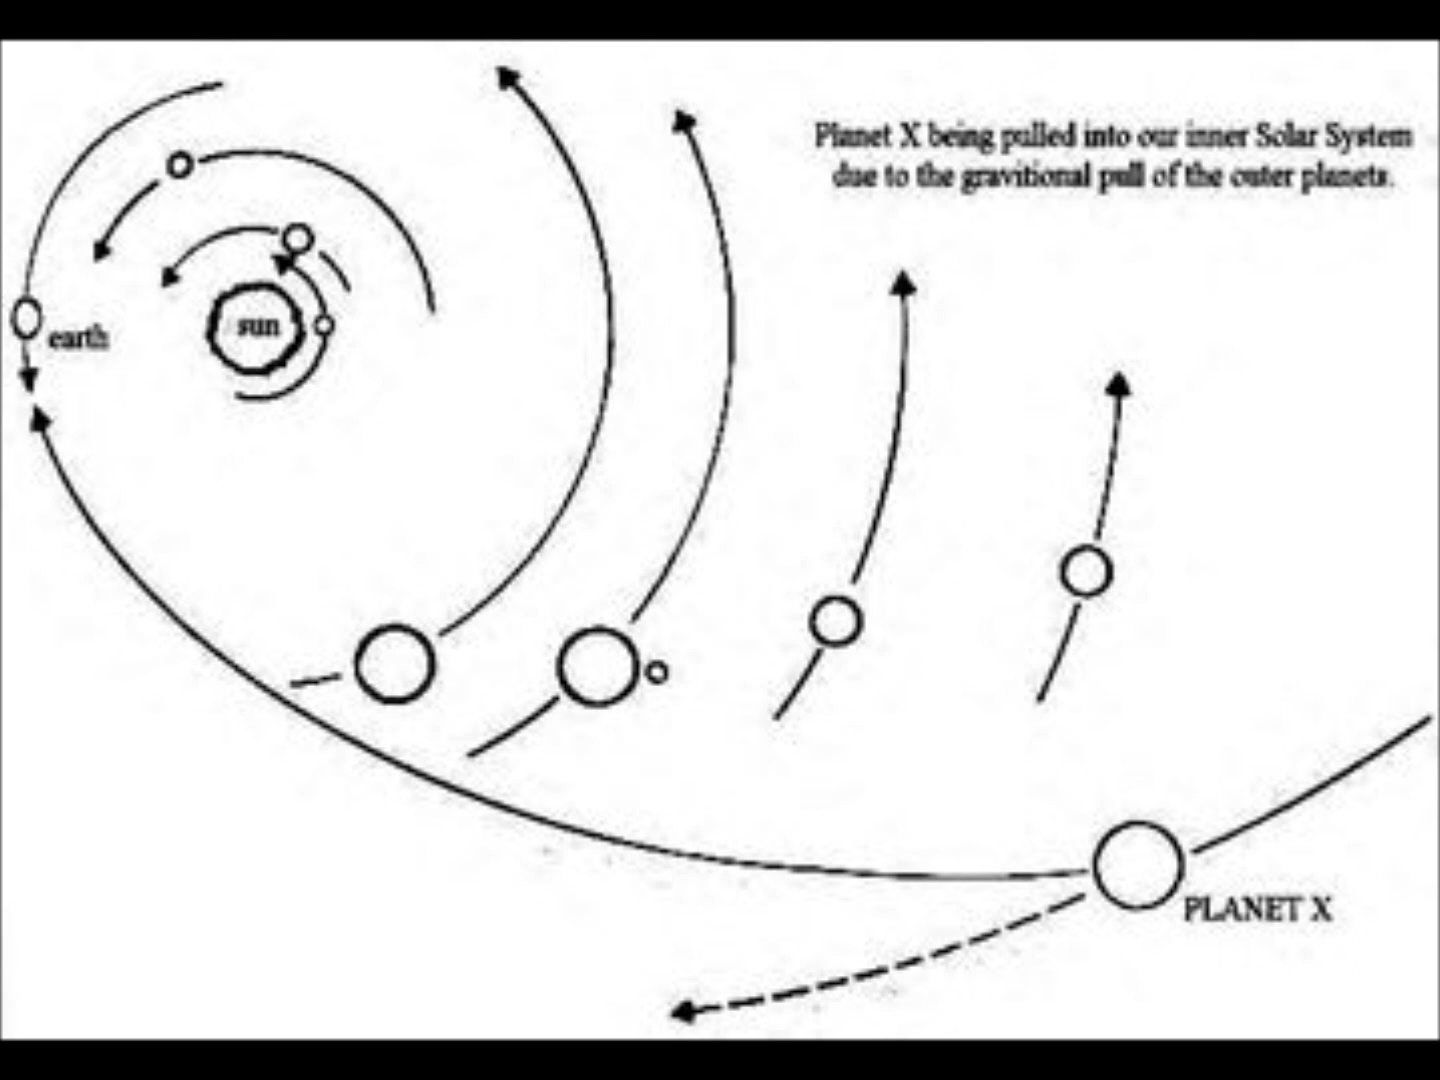 Planet X being pulled into our inner Solar System
due to the gravitional pull of the outer planets.
sun
earth
PLANET X